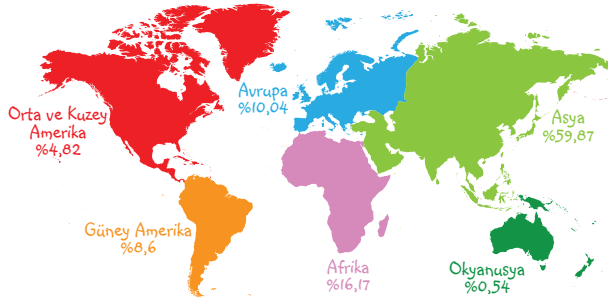 Avrupa
%10,04
Orta ve Kuzey
Amerika
%4,82
Asya
%59,87
Güney Amerika
%8,6
Afrika
%16,17
Okyanusya
%0,54